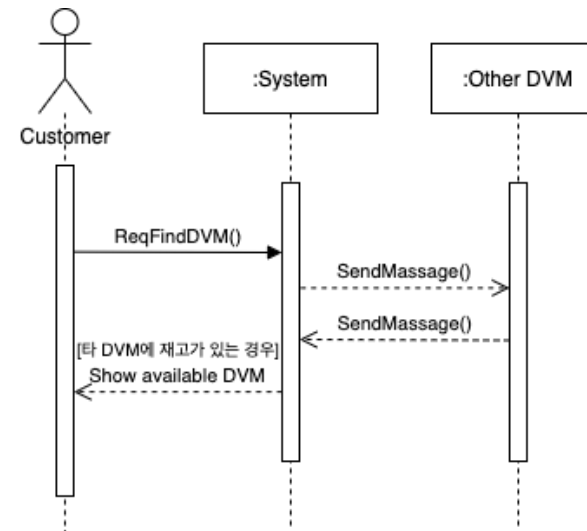 :System
:Other DVM
Customer
ReqFindDVM()
SendMassage()
SendMassage()
[타 DVM에 재고가 있는 경우]
Show available DVM